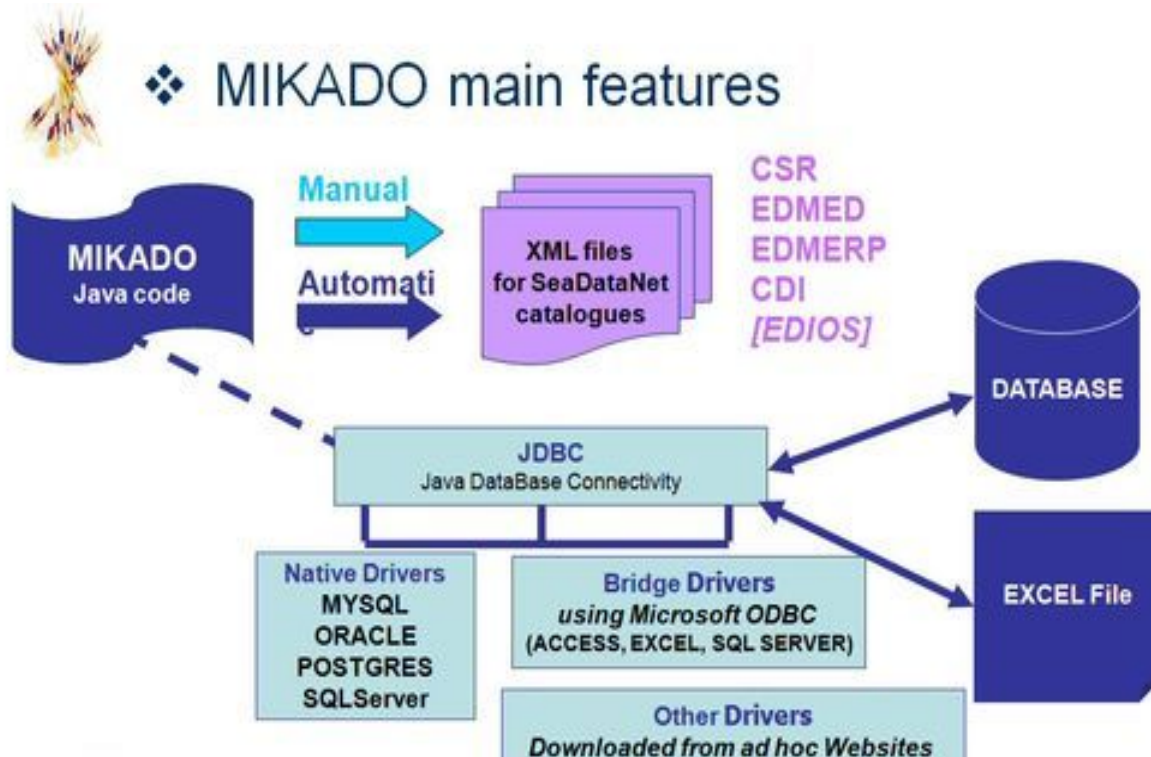 ❖ MIKADO main features
MIKADO
Java code
Manual
Automati
c
XML files
for SeaDataNet
catalogues
CSR
EDMED
EDMERP
CDI
[EDIOS]
DATABASE
JDBC
Java DataBase Connectivity
Native Drivers
MYSQL
ORACLE
POSTGRES
SQLServer
Bridge Drivers
using Microsoft ODBC
(ACCESS, EXCEL, SQL SERVER)
EXCEL File
Other Drivers
Downloaded from ad hoc Websites